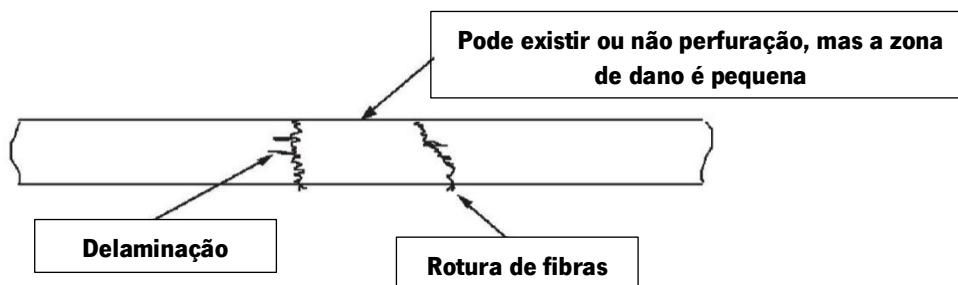 Pode existir ou não perfuração, mas a zona
de dano é pequena
Delaminação
Rotura de fibras